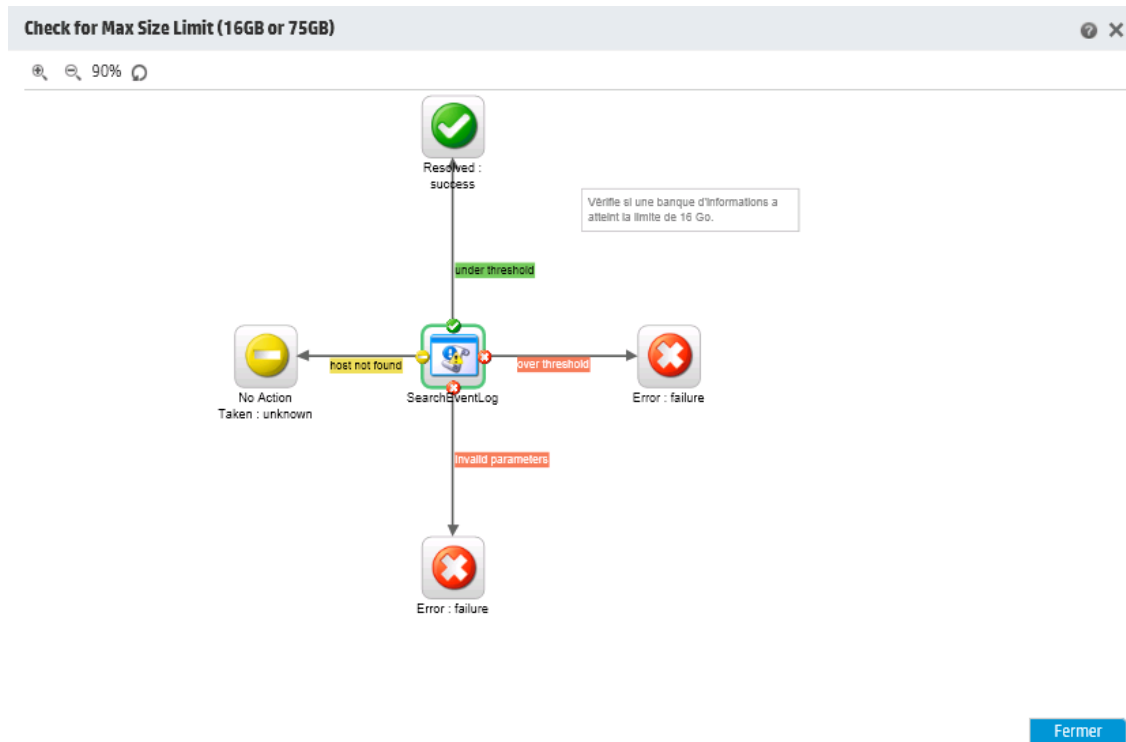 Check for Max Size Limit (16GB or 75GB)
90%
Resolved :
success
Vérifie si une banque d'informations a
atteint la limite de 16 Go.
under threshold
host not found
over threshold
No Action
Taken : unknown
SearchEventLog
Error : failure
Invalid parameters
Error : failure
Fermer